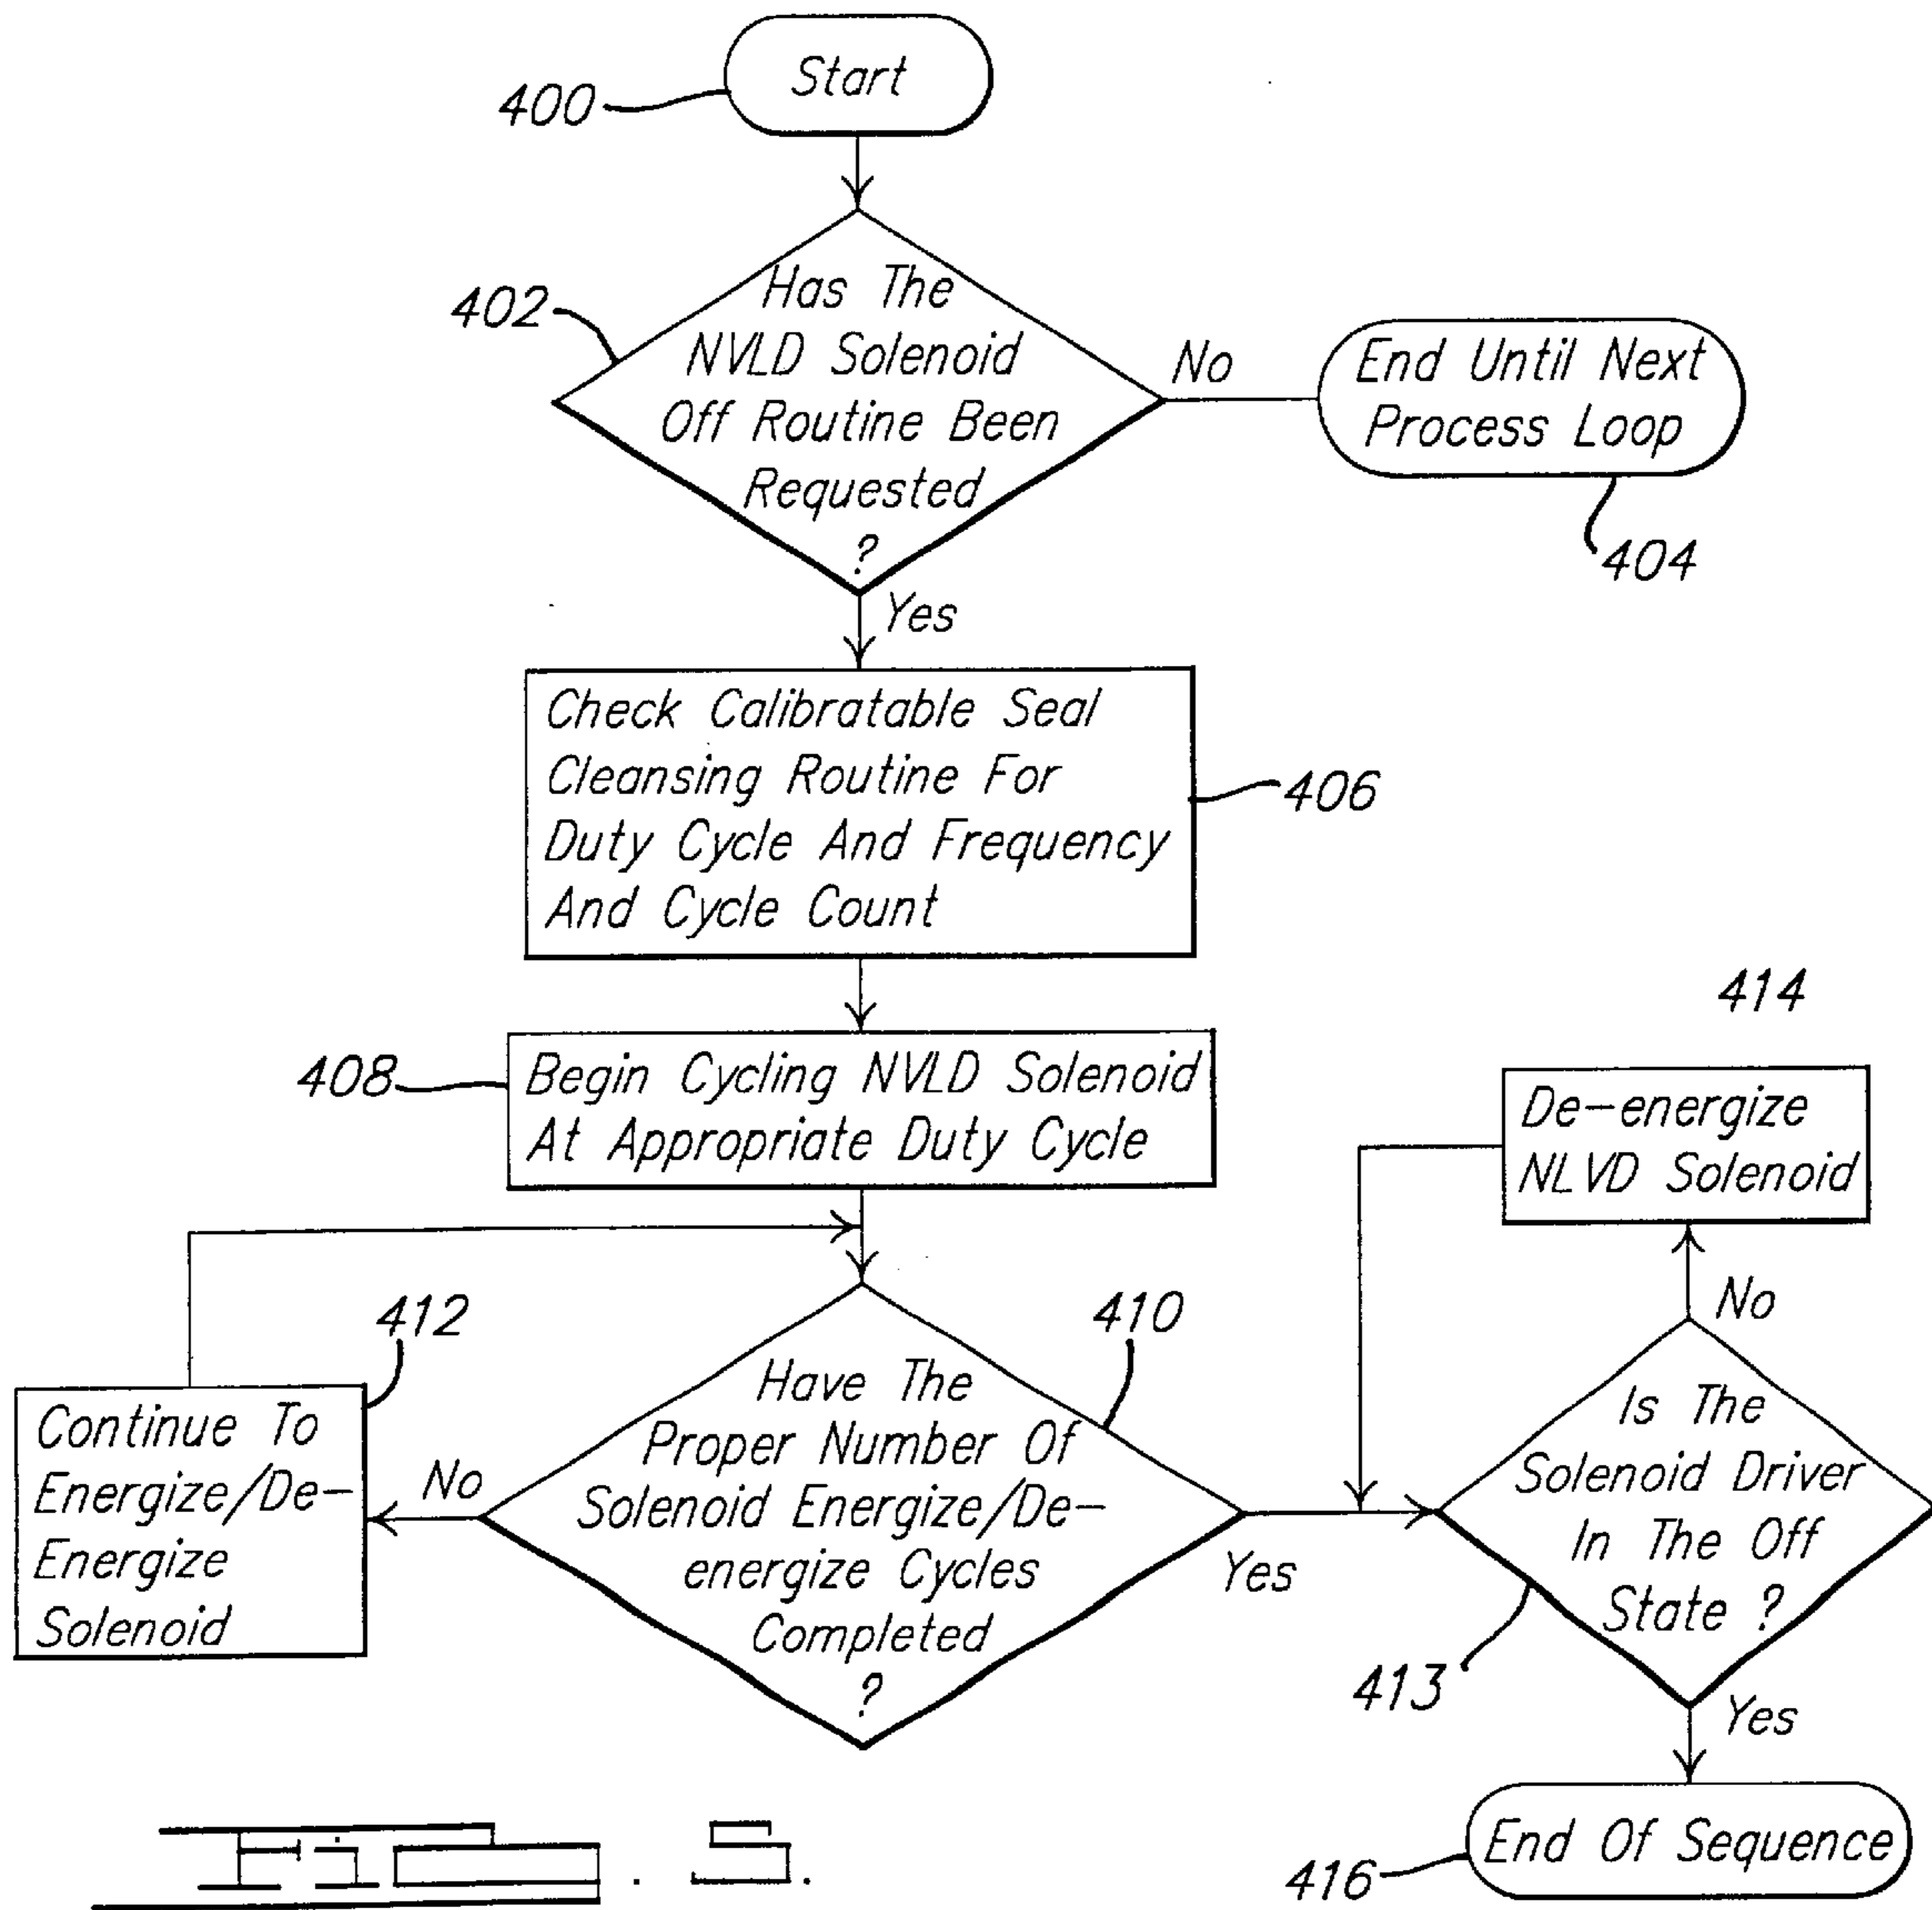 Start
400
Has The
NVLD Solenoid
Off Routine Been
Requested
?
402
No
End Until Next
Process Loop
404
Yes
Check Calibratable Seal
Cleansing Routine For
Duty Cycle And Frequency
And Cycle Count
406
Begin Cycling NVLD Solenoid
At Appropriate Duty Cycle
408
Have The
Proper Number Of
Solenoid Energize/De-
energize Cycles
Completed
?
410
No
Continue To
Energize/De-
Energize
Solenoid
412
Yes
Is The
Solenoid Driver
In The Off
State ?
413
No
De-energize
NLVD Solenoid
414
Yes
End Of Sequence
416
Fig. 5.